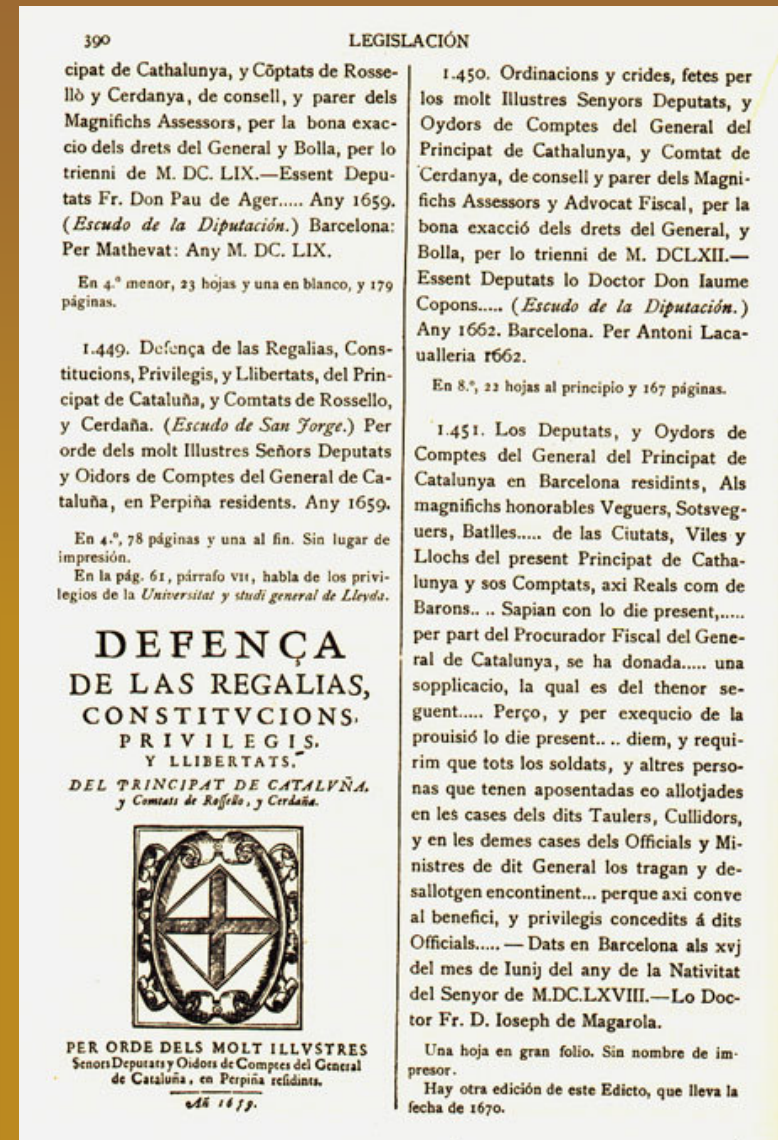 390
LEGISLACIÓN
cipat de Cathalunya, y Cõptats de Rosse-
llò y Cerdanya, de consell, y parer dels
Magnifichs Assessors, per la bona exac-
cio dels drets del General y Bolla, per lo
trienni de M. DC. LIX.—Essent Depu-
tats Fr. Don Pau de Ager..... Any 1659.
(Escudo de la Diputación.) Barcelona:
Per Mathevat: Any M. DC. LIX.
En 4.º menor, 23 hojas y una en blanco, y 179
páginas.
1.449. Defença de las Regalias, Cons-
titucions, Privilegis, y Llibertats, del Prin-
cipat de Cataluña, y Comtats de Rossello,
y Cerdaña. (Escudo de San Jorge.) Per
orde dels molt Illustres Señors Deputats
y Oidors de Comptes del General de Ca-
taluña, en Perpiña residents. Any 1659.
En 4.º, 78 páginas y una al fin. Sin lugar de
impresión.
En la pág. 61, párrafo VII, habla de los privi-
legios de la Universitat y studi general de Lleyda.
DEFENÇA
DE LAS REGALIAS,
CONSTITVCIONS,
PRIVILEGIS,
Y LLIBERTATS,
DEL PRINCIPAT DE CATALVÑA,
y Comtats de Rossello, y Cerdaña.
PER ORDE DELS MOLT ILLVSTRES
Senors Deputats y Oidors de Comptes del General
de Cataluña, en Perpiña residints.
Añ 1659.
1.450. Ordinacions y crides, fetes per
los molt Illustres Senyors Deputats, y
Oydors de Comptes del General del
Principat de Cathalunya, y Comtat de
Cerdanya, de consell y parer dels Magni-
fichs Assessors y Advocat Fiscal, per la
bona exacció dels drets del General, y
Bolla, per lo trienni de M. DCLXII.—
Essent Deputats lo Doctor Don Iaume
Copons..... (Escudo de la Diputación.)
Any 1662. Barcelona. Per Antoni Laca-
ualleria 1662.
En 8.º, 22 hojas al principio y 167 páginas.
1.451. Los Deputats, y Oydors de
Comptes del General del Principat de
Catalunya en Barcelona residints, Als
magnifichs honorables Veguers, Sotsveg-
uers, Batlles..... de las Ciutats, Viles y
Llochs del present Principat de Catha-
lunya y sos Comptats, axi Reals com de
Barons.. .. Sapian con lo die present,.....
per part del Procurador Fiscal del Gene-
ral de Catalunya, se ha donada..... una
sopplicacio, la qual es del thenor se-
guent..... Perço, y per exequcio de la
prouisió lo die present.. .. diem, y requi-
rim que tots los soldats, y altres perso-
nas que tenen aposentadas eo allotjades
en les cases dels dits Taulers, Cullidors,
y en les demes cases dels Officials y Mi-
nistres de dit General los tragan y de-
sallotgen encontinent... perque axi conve
al benefici, y privilegis concedits á dits
Officials..... — Dats en Barcelona als xvj
del mes de Iunij del any de la Nativitat
del Senyor de M.DC.LXVIII.—Lo Doc-
tor Fr. D. Ioseph de Magarola.
Una hoja en gran folio. Sin nombre de im-
presor.
Hay otra edición de este Edicto, que lleva la
fecha de 1670.